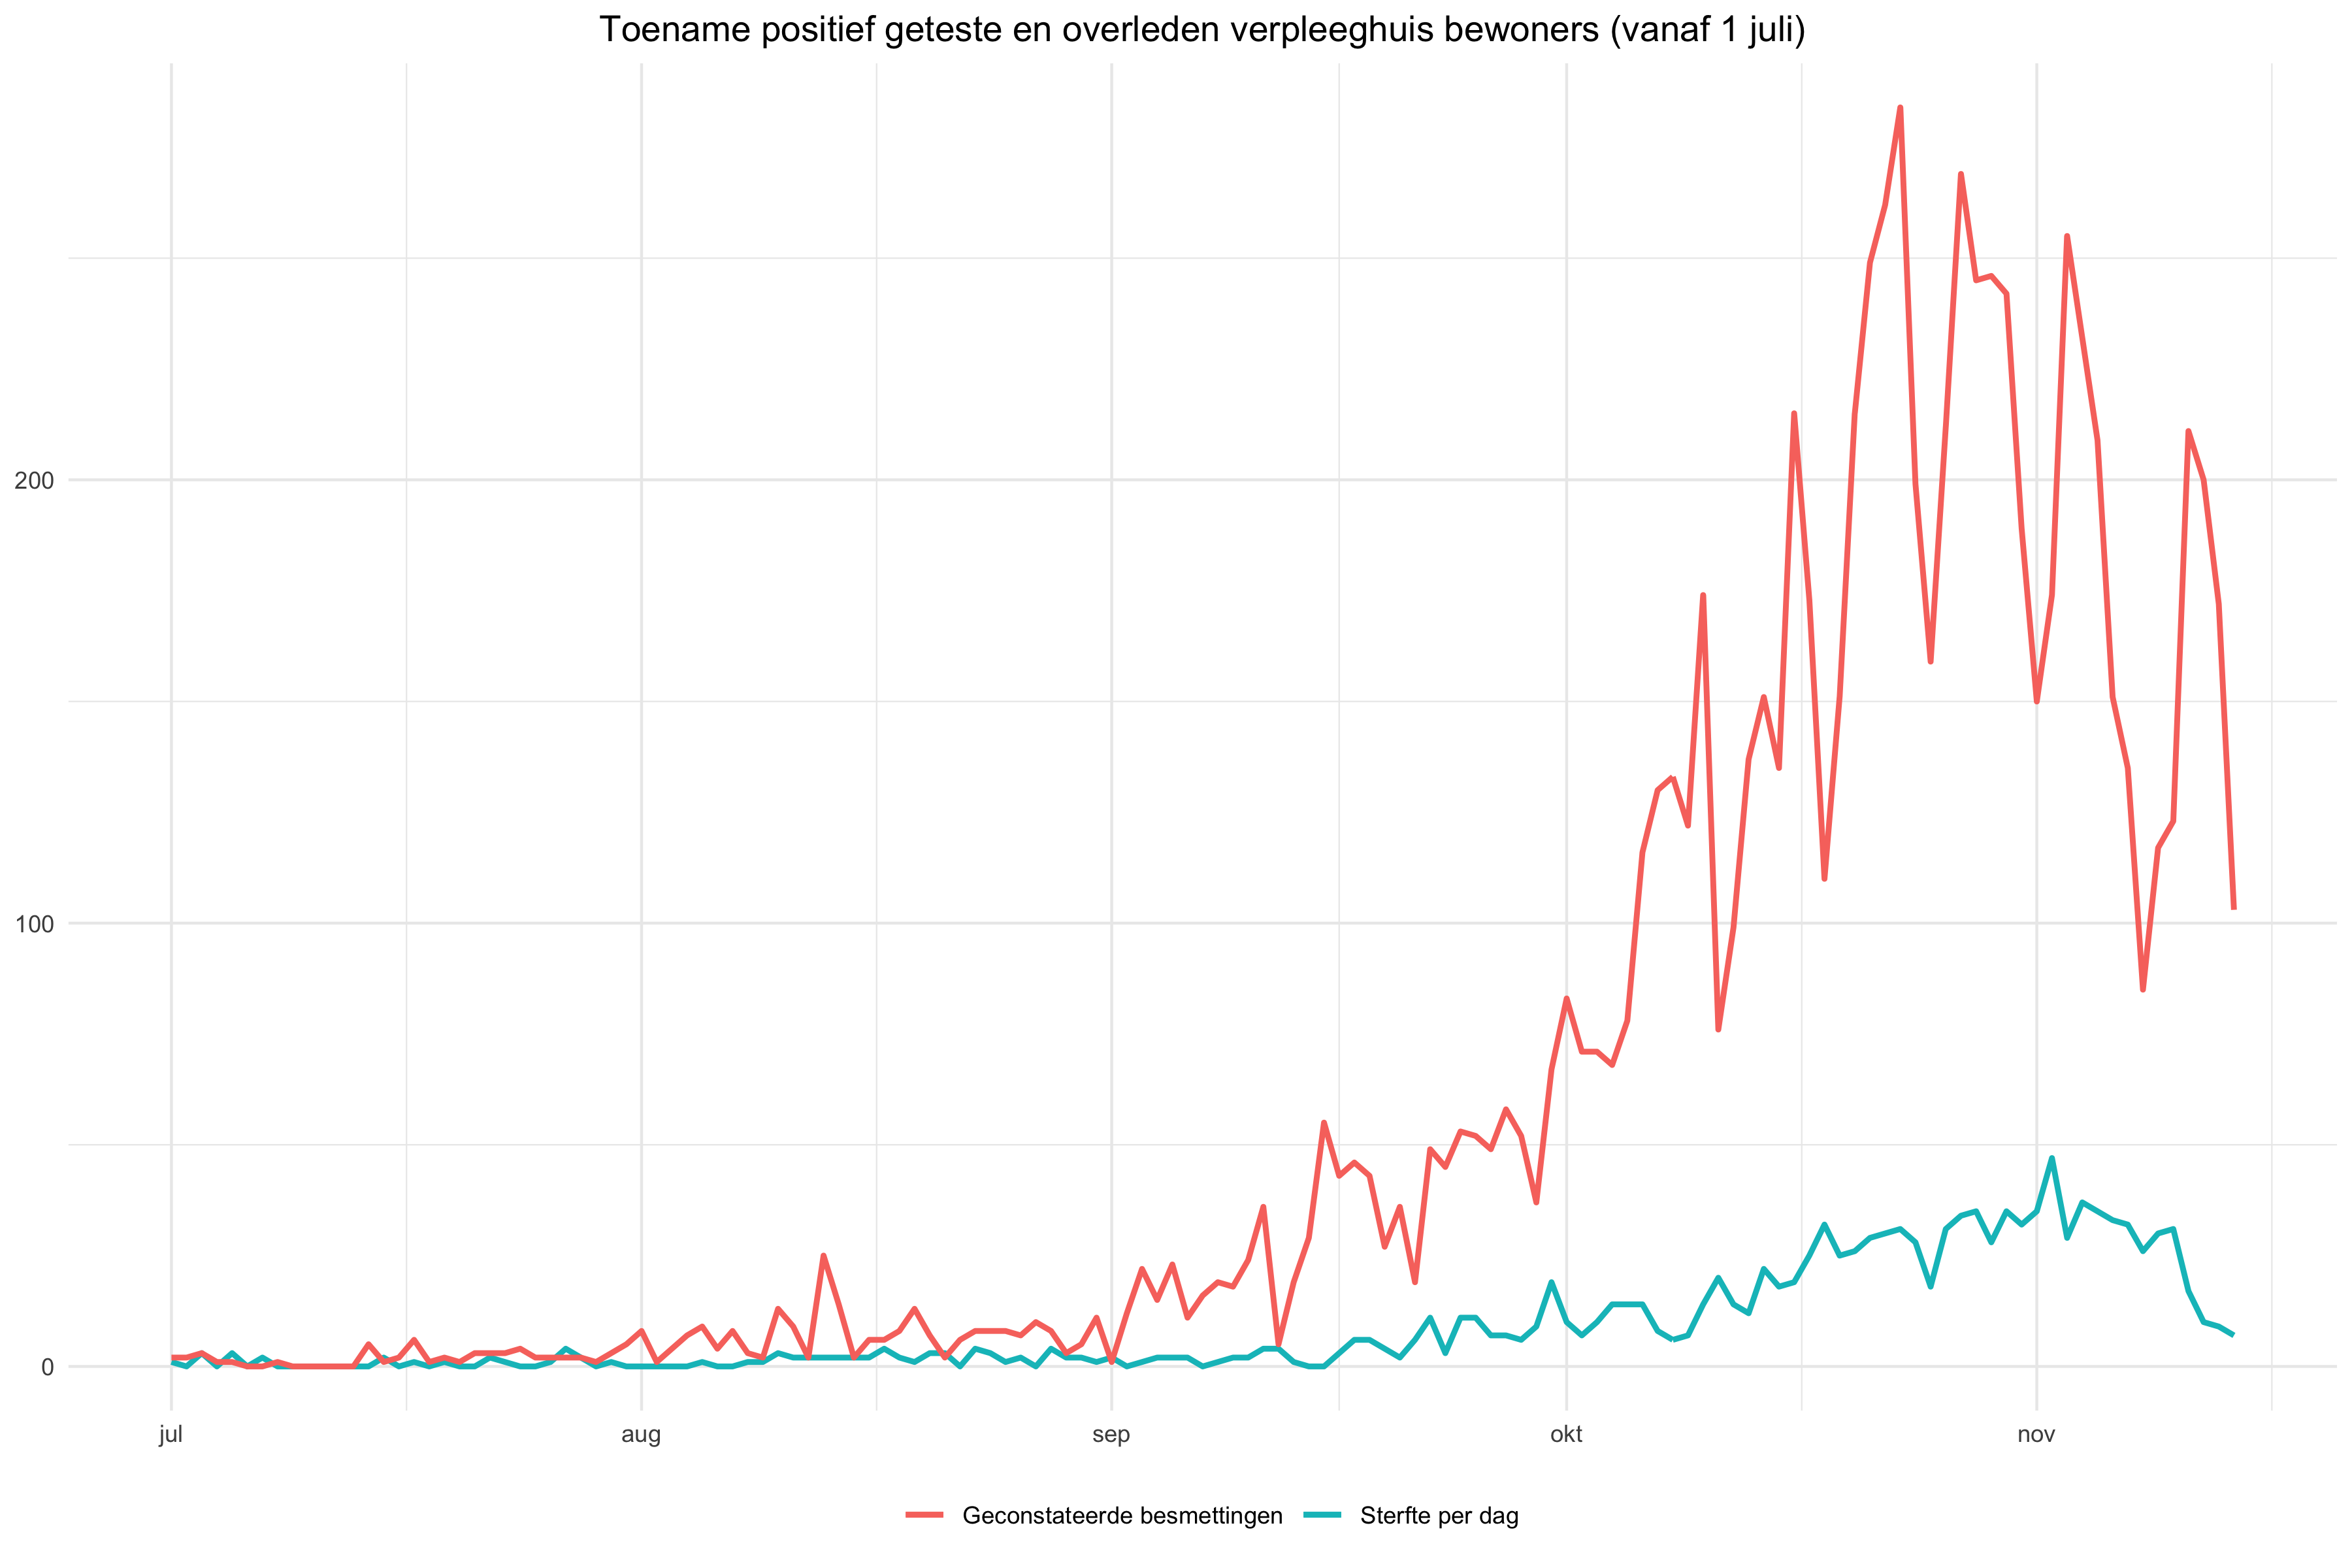 Toename positief geteste en overleden verpleeghuis bewoners (vanaf 1 juli)
200
100
0
jul aug sep okt nov
Geconstateerde besmettingen Sterfte per dag